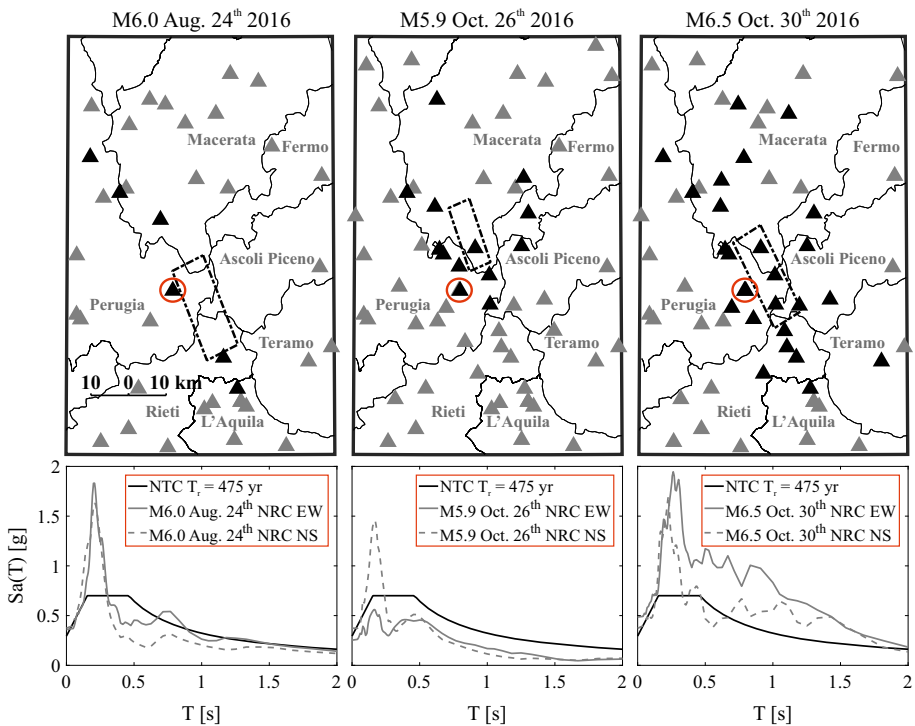 M6.0 Aug. 24th 2016
M5.9 Oct. 26th 2016
M6.5 Oct. 30th 2016
Macerata
Fermo
Ascoli Piceno
Perugia
Teramo
10 0 10 km
Rieti
L'Aquila
Macerata
Fermo
Ascoli Piceno
Perugia
Teramo
Rieti
L'Aquila
Macerata
Fermo
Ascoli Piceno
Perugia
Teramo
Rieti
L'Aquila
Sa(T) [g]
2
1.5
1
0.5
0
NTC Tr = 475 yr
M6.0 Aug. 24th NRC EW
M6.0 Aug. 24th NRC NS
0 0.5 1 1.5 2
T [s]
NTC Tr = 475 yr
M5.9 Oct. 26th NRC EW
M5.9 Oct. 26th NRC NS
0 0.5 1 1.5 2
T [s]
NTC Tr = 475 yr
M6.5 Oct. 30th NRC EW
M6.5 Oct. 30th NRC NS
0 0.5 1 1.5 2
T [s]